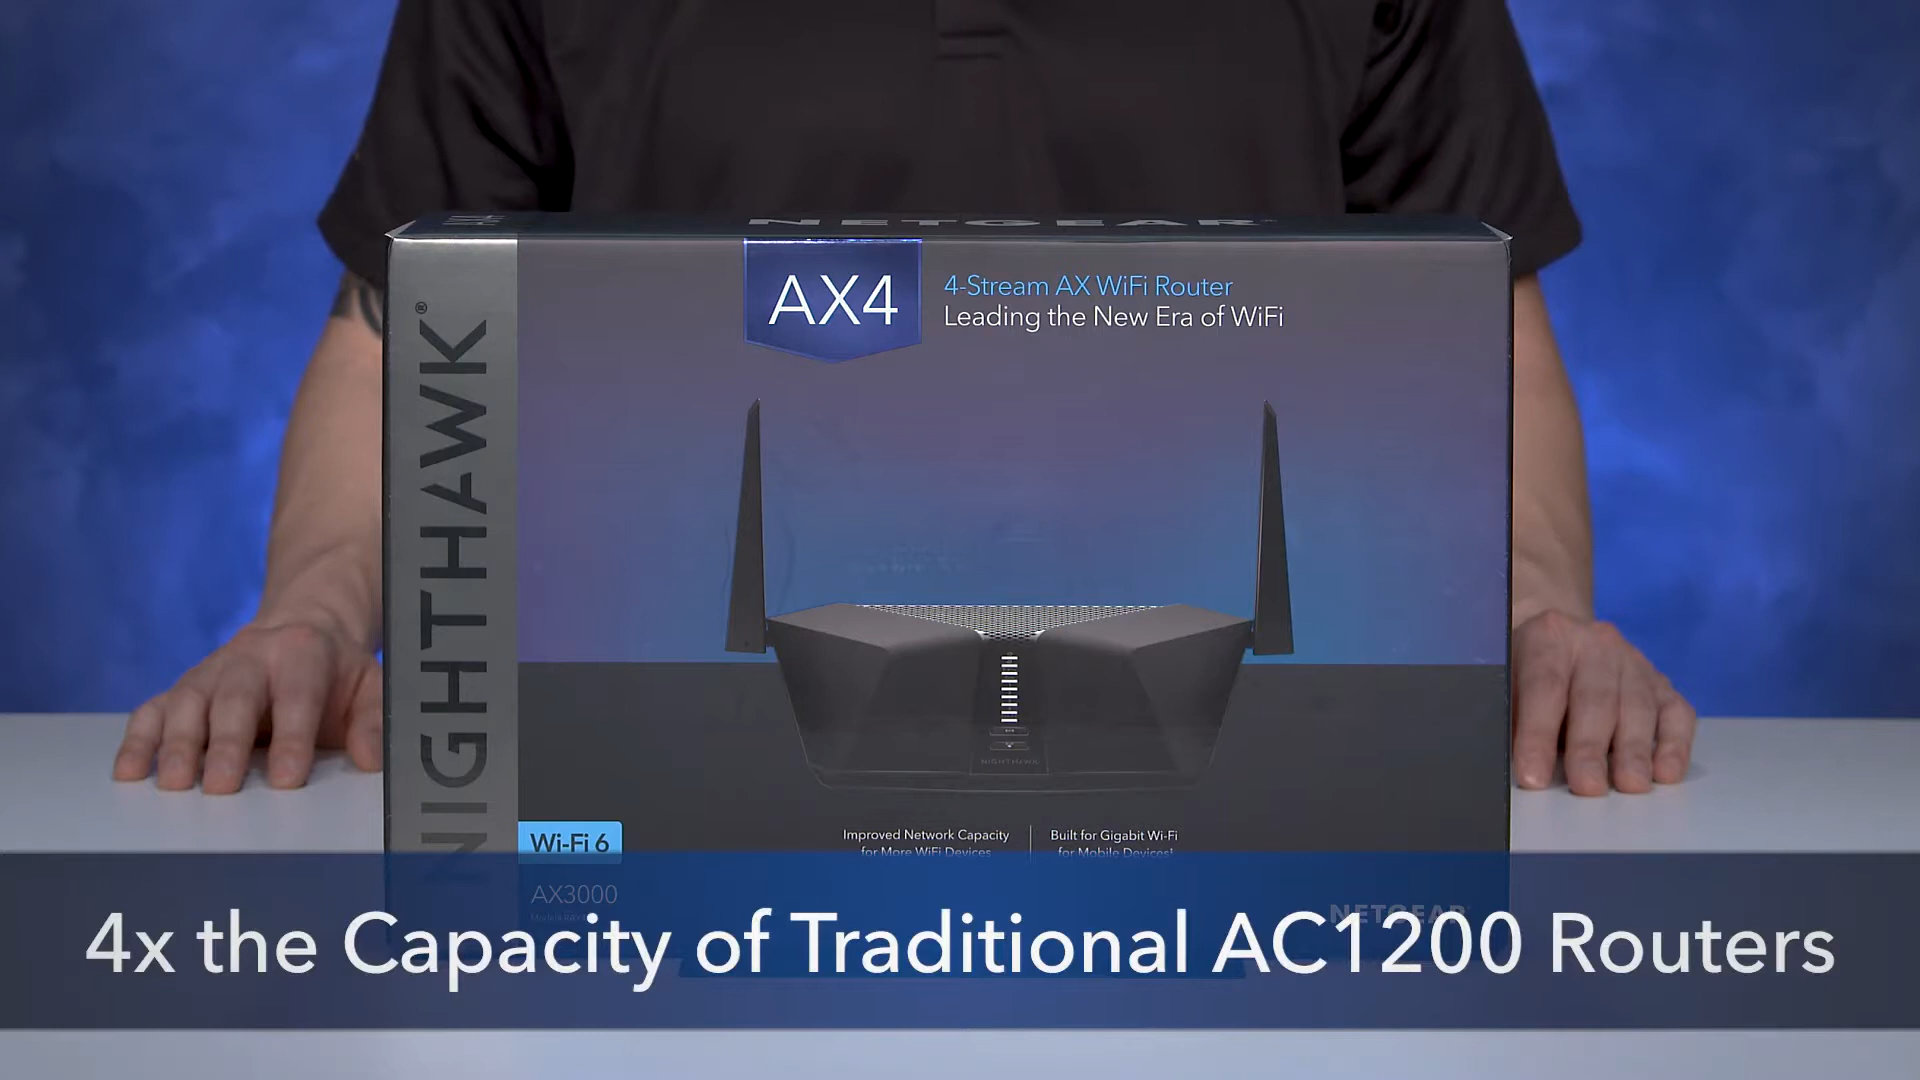 NETGEAR
NIGHTHAWK®
AX4
4-Stream AX WiFi Router
Leading the New Era of WiFi
NIGHTHAWK
Wi-Fi 6
Improved Network Capacity
for More WiFi Devices
Built for Gigabit Wi-Fi
for Mobile Devices!
AX3000
NETGEAR
4x the Capacity of Traditional AC1200 Routers